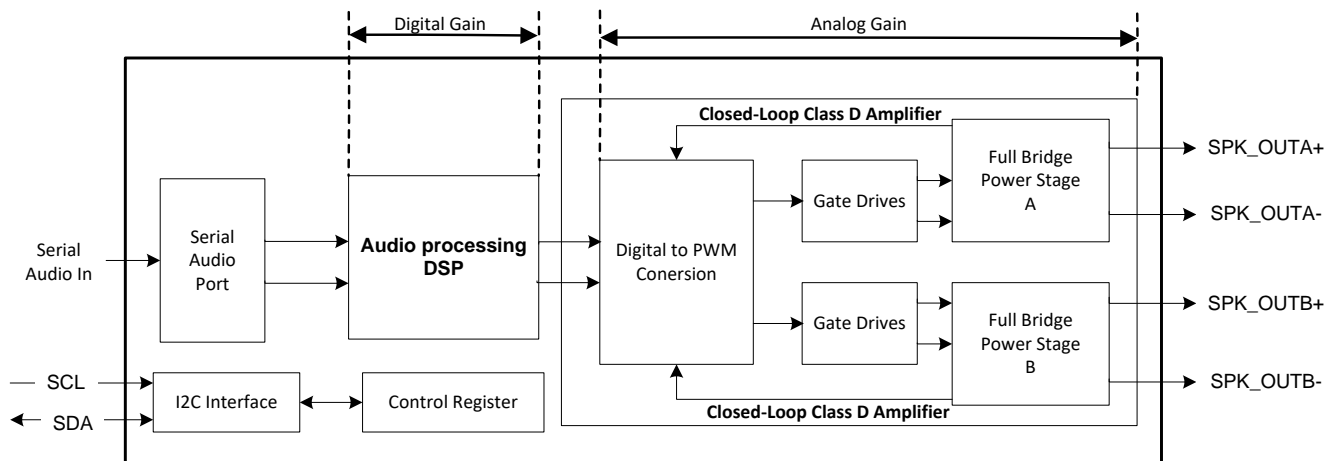 Digital Gain
Analog Gain
Closed-Loop Class D Amplifier
Serial
Audio In
Serial
Audio
Port
Audio processing
DSP
Digital to PWM
Conersion
Gate Drives
Full Bridge
Power Stage
A
SPK_OUTA+
SPK_OUTA-
Gate Drives
Full Bridge
Power Stage
B
SPK_OUTB+
SPK_OUTB-
SCL
SDA
I2C Interface
Control Register
Closed-Loop Class D Amplifier